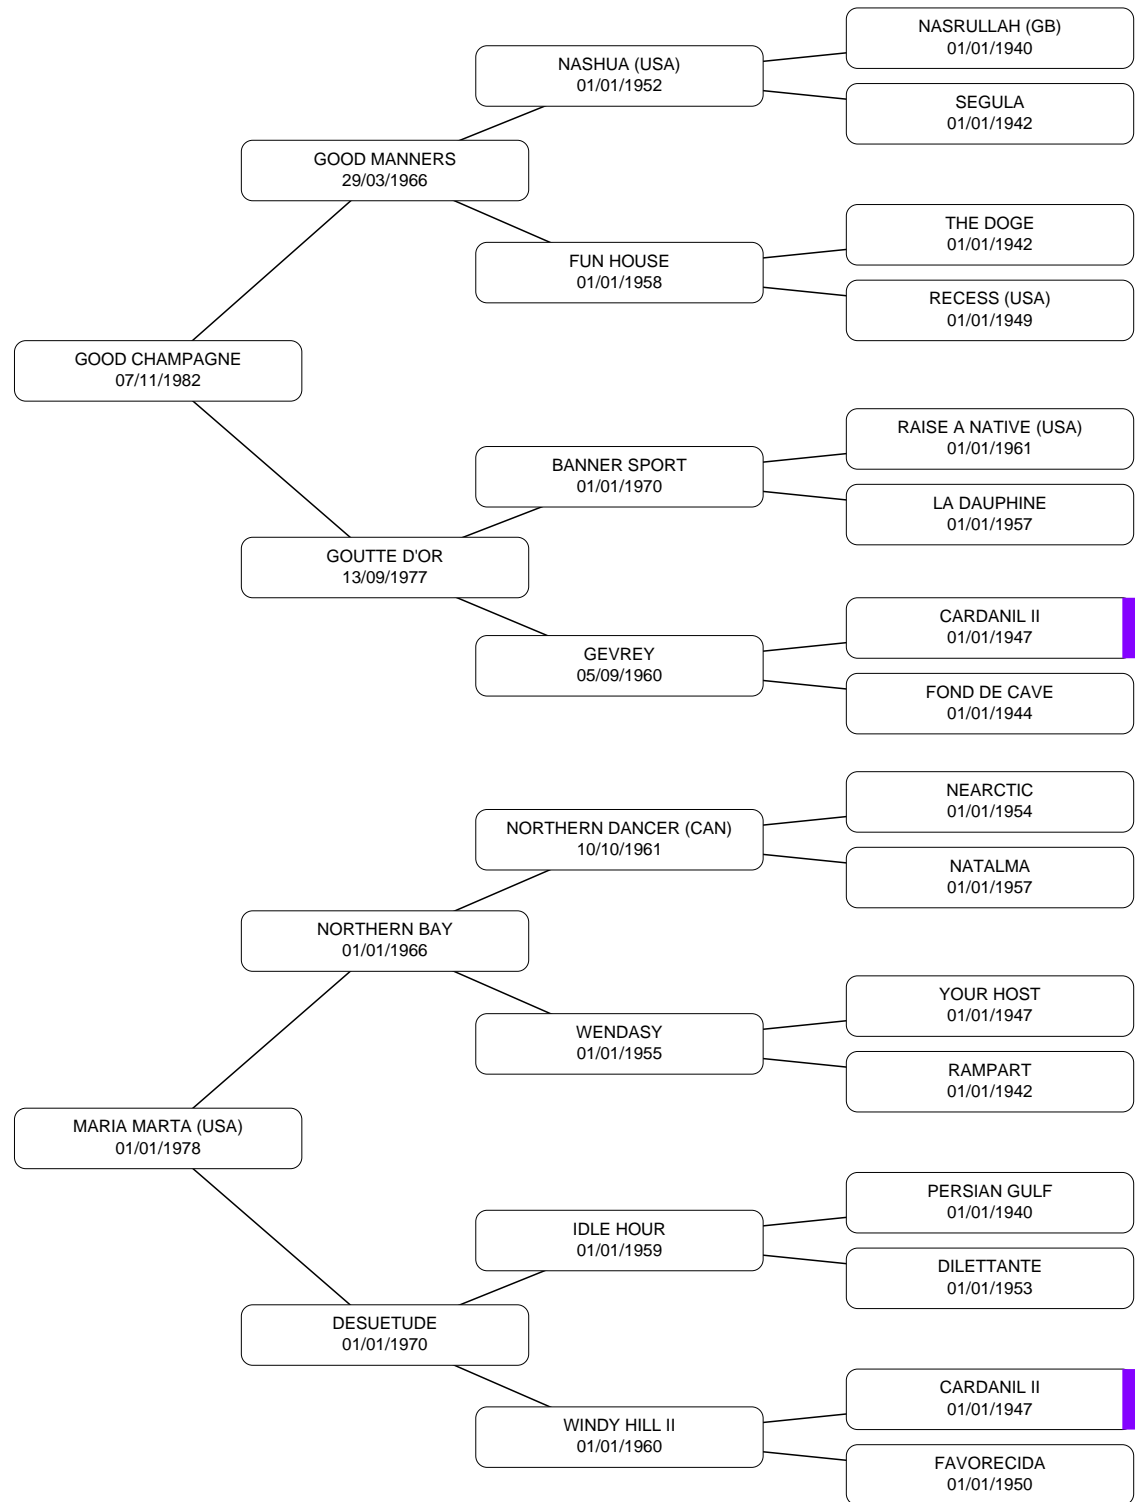 NASRULLAH (GB)
01/01/1940
NASHUA (USA)
01/01/1952
SEGULA
01/01/1942
GOOD MANNERS
29/03/1966
THE DOGE
01/01/1942
FUN HOUSE
01/01/1958
RECESS (USA)
01/01/1949
GOOD CHAMPAGNE
07/11/1982
RAISE A NATIVE (USA)
01/01/1961
BANNER SPORT
01/01/1970
LA DAUPHINE
01/01/1957
GOUTTE D'OR
13/09/1977
CARDANIL II
01/01/1947
GEVREY
05/09/1960
FOND DE CAVE
01/01/1944
NEARCTIC
01/01/1954
NORTHERN DANCER (CAN)
10/10/1961
NATALMA
01/01/1957
NORTHERN BAY
01/01/1966
YOUR HOST
01/01/1947
WENDASY
01/01/1955
RAMPART
01/01/1942
MARIA MARTA (USA)
01/01/1978
PERSIAN GULF
01/01/1940
IDLE HOUR
01/01/1959
DILETTANTE
01/01/1953
DESUETUDE
01/01/1970
CARDANIL II
01/01/1947
WINDY HILL II
01/01/1960
FAVORECIDA
01/01/1950